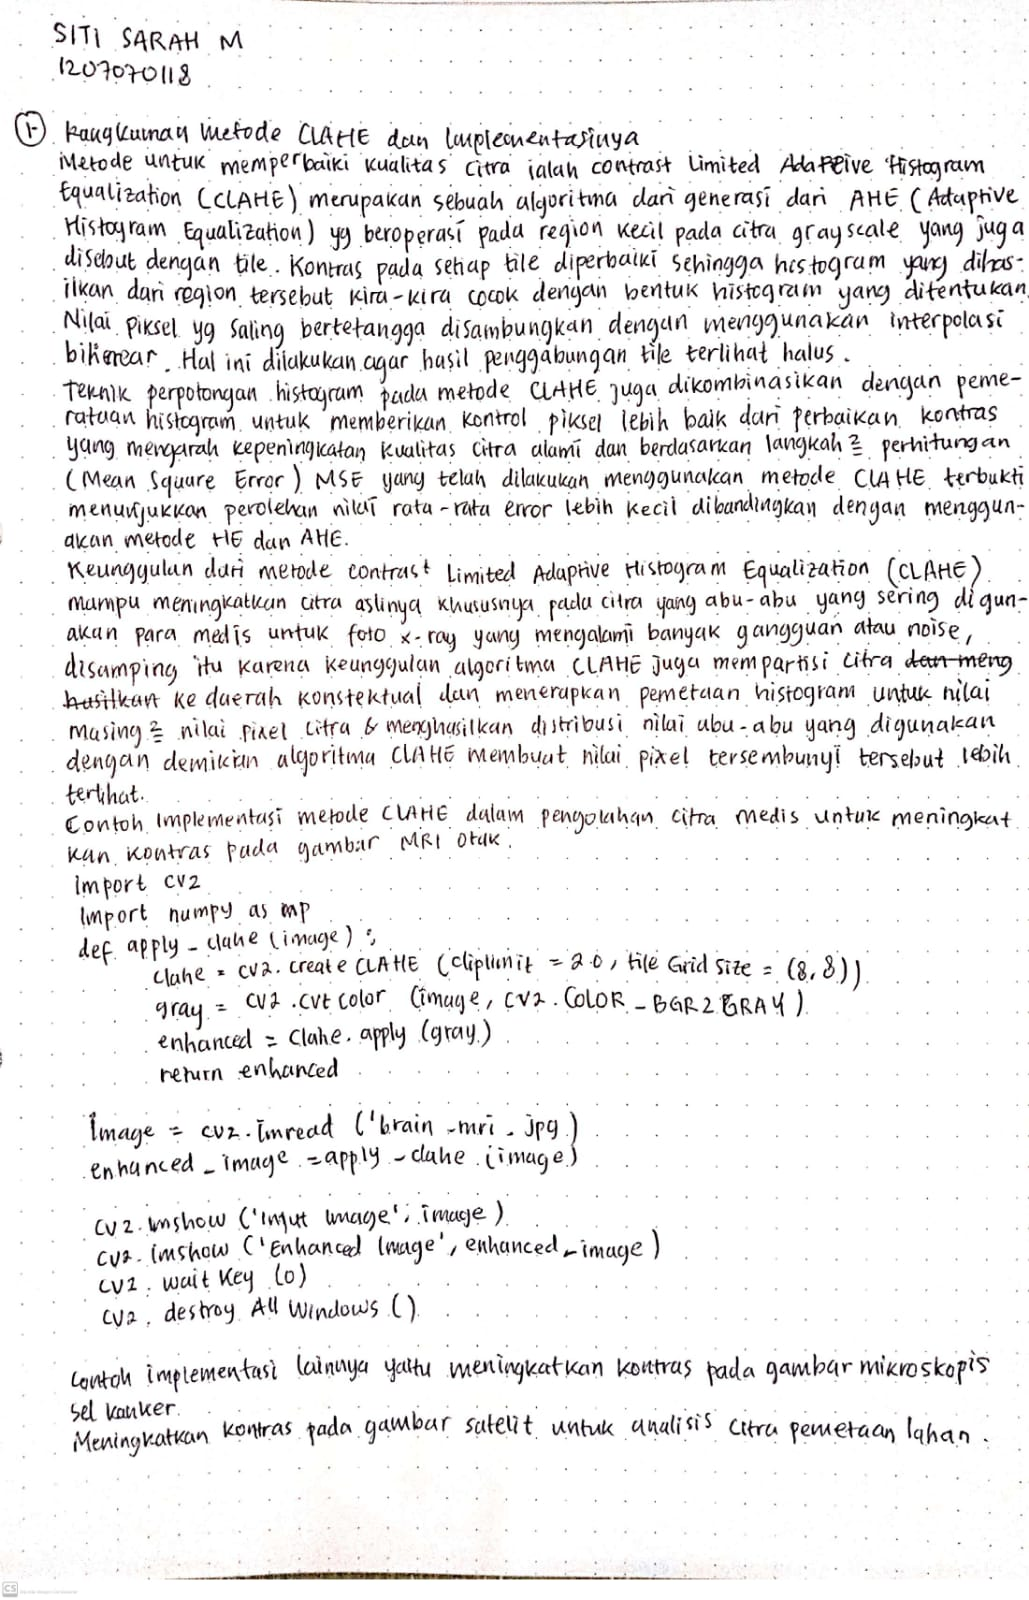 SITI SARAH M
1207070118
1. Rangkuman Metode CLAHE dan Implementasinya
Metode untuk memperbaiki kualitas citra ialah contrast Limited Adaptive Histogram
Equalization (CLAHE) merupakan sebuah algoritma dari generasi dari AHE (Adaptive
Histogram Equalization) yg beroperasi pada region kecil pada citra grayscale yang juga
disebut dengan tile. Kontras pada setiap tile diperbaiki sehingga histogram yang dihas-
ilkan dari region tersebut kira-kira cocok dengan bentuk histogram yang ditentukan
Nilai piksel yg saling bertetangga disambungkan dengan menggunakan interpolasi
bilierear. Hal ini dilakukan agar hasil penggabungan tile terlihat halus.
Teknik perpotongan histogram pada metode CLAHE juga dikombinasikan dengan peme-
rataan histogram untuk memberikan kontrol piksel lebih baik dari perbaikan kontras
yang mengarah kepeningkatan kualitas citra alami dan berdasarkan langkah2 perhitungan
(Mean Square Error) MSE yang telah dilakukan menggunakan metode CLAHE terbukti
menunjukkan perolehan nilai rata-rata error lebih kecil dibandingkan dengan menggun-
akan metode HE dan AHE.
Keunggulan dari metode contrast Limited Adaptive Histogram Equalization (CLAHE)
mampu meningkatkan citra aslinya khususnya pada citra yang abu-abu yang sering digun-
akan para medis untuk foto x-ray yang mengalami banyak gangguan atau noise,
disamping itu karena keunggulan algoritma CLAHE juga mempartisi citra dan meng
hasilkan ke daerah konstektual dan menerapkan pemetaan histogram untuk nilai
masing2 nilai pixel citra & menghasilkan distribusi nilai abu-abu yang digunakan
dengan demikian algoritma CLAHE membuat nilai pixel tersembunyi tersebut lebih
terlihat.
Contoh Implementasi metode CLAHE dalam pengolahan citra medis untuk meningkat
kan kontras pada gambar MRI otak.
import cv2
Import numpy as mp
def apply_clahe (image):
clahe = cv2.createCLAHE (cliplimit = 2.0, tile Grid Size = (8,8))
gray = cv2.cvtcolor (image, cv2.COLOR_BGR2GRAY)
enhanced = clahe.apply (gray)
return enhanced
Image = cv2.Imread ('brain-mri.jpg)
enhanced_image = apply_clahe (image)
cv2.imshow ('input image', image)
cv2.imshow ('Enhanced Image', enhanced_image)
cv2.wait Key (0)
cv2.destroy All Windows ()
Contoh implementasi lainnya yaitu meningkatkan kontras pada gambar mikroskopis
sel kanker.
Meningkatkan kontras pada gambar satelit untuk analisis citra pemetaan lahan.
CS